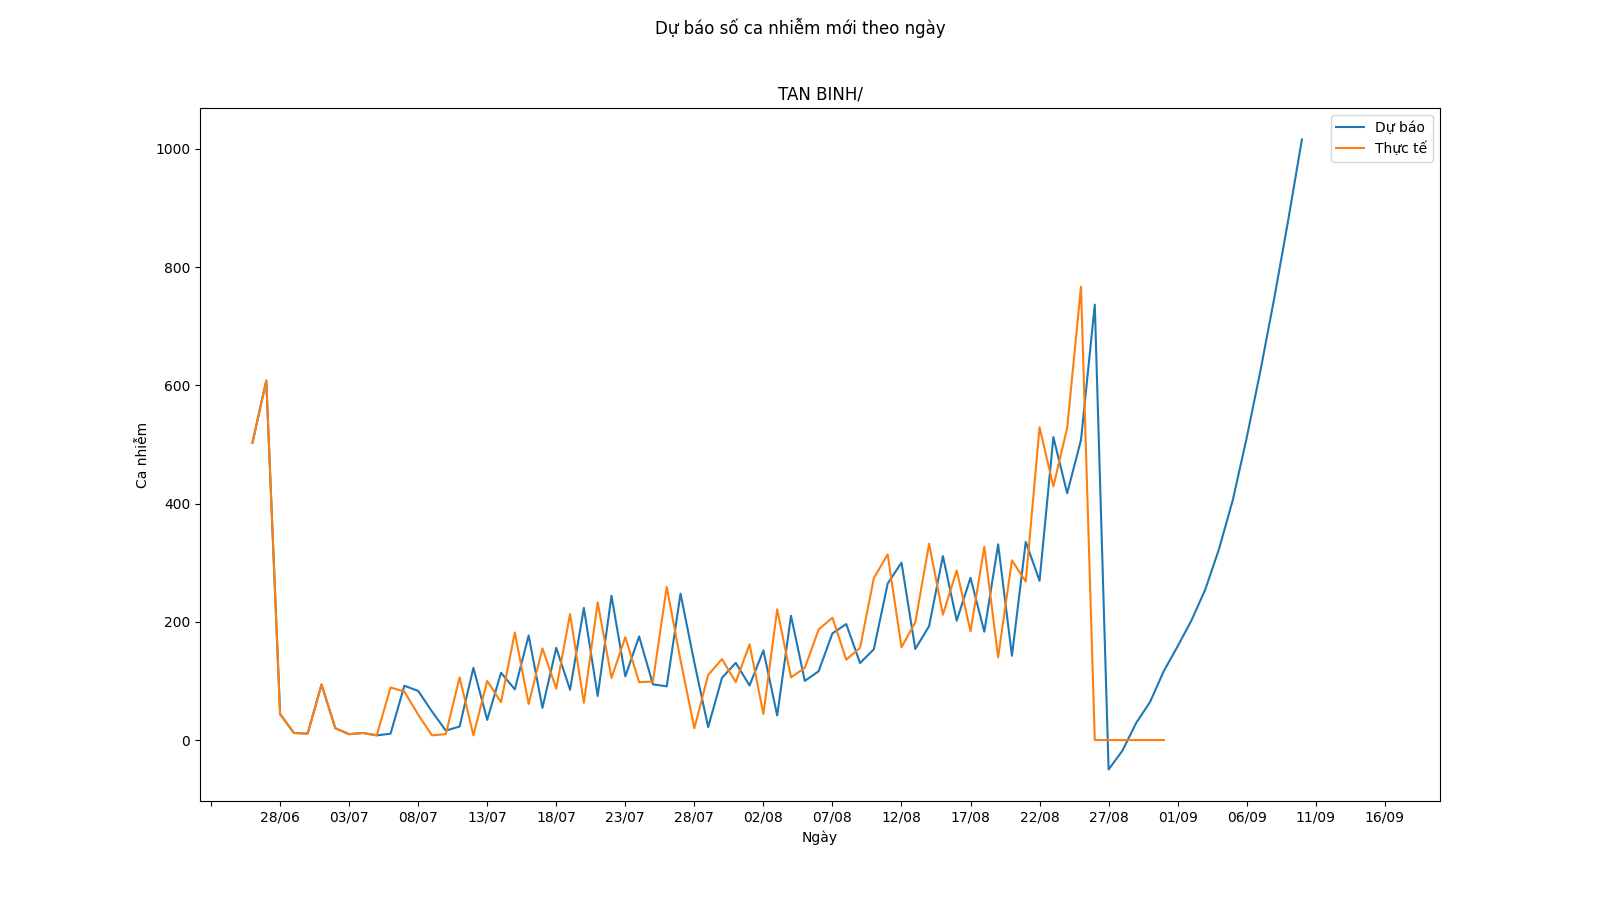 Dự báo số ca nhiễm mới theo ngày
TAN BINH/
Dự báo
Thực tế
1000
800
600
400
200
0
Ca nhiễm
28/06 03/07 08/07 13/07 18/07 23/07 28/07 02/08 07/08 12/08 17/08 22/08 27/08 01/09 06/09 11/09 16/09
Ngày